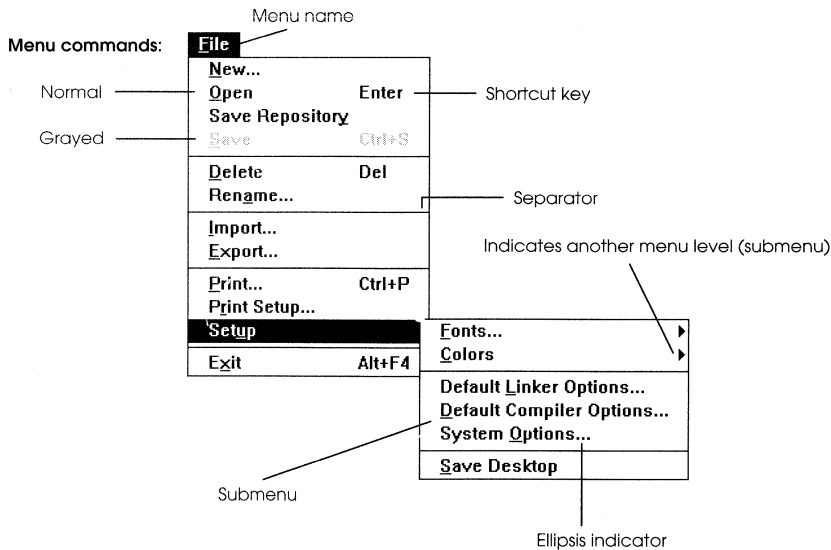 Menu name
Menu commands:
File
New...
Normal
Open Enter
Shortcut key
Save Repository
Grayed
Save Ctrl+S
Delete Del
Rename...
Separator
Import...
Export...
Indicates another menu level (submenu)
Print... Ctrl+P
Print Setup...
Setup
Exit Alt+F4
Fonts...
Colors
Default Linker Options...
Default Compiler Options...
System Options...
Save Desktop
Submenu
Ellipsis indicator